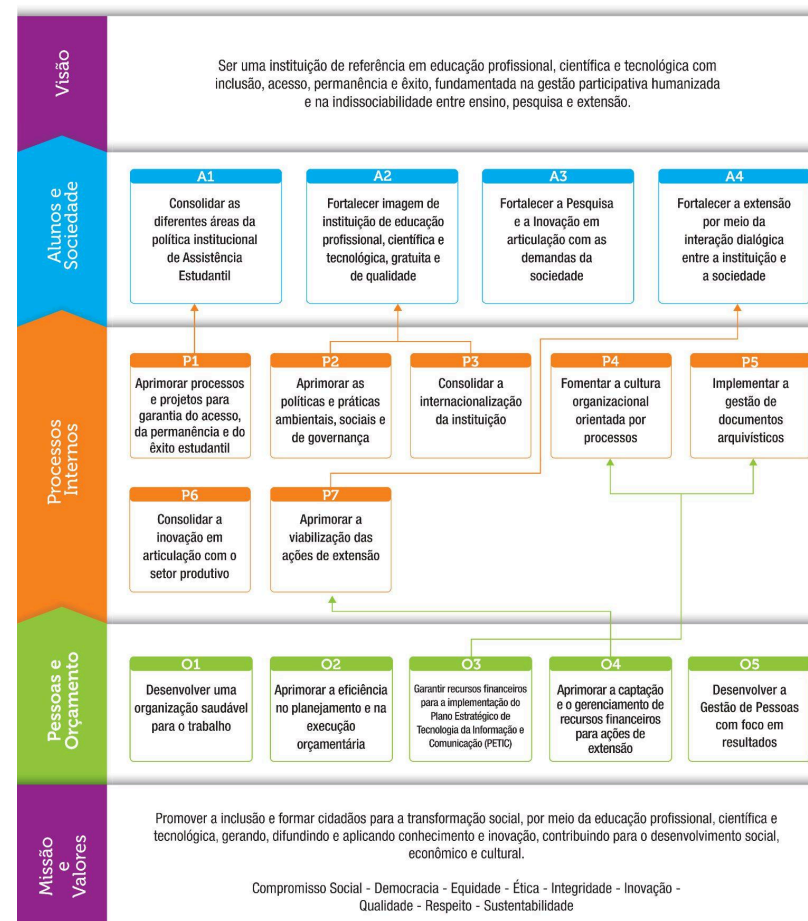 Visão
Ser uma instituição de referência em educação profissional, científica e tecnológica com
inclusão, acesso, permanência e êxito, fundamentada na gestão participativa humanizada
e na indissociabilidade entre ensino, pesquisa e extensão.
Alunos e
Sociedade
A1
Consolidar as
diferentes áreas da
política institucional
de Assistência
Estudantil
A2
Fortalecer imagem de
instituição de educação
profissional, científica e
tecnológica, gratuita e
de qualidade
A3
Fortalecer a Pesquisa
e a Inovação em
articulação com as
demandas da
sociedade
A4
Fortalecer a extensão
por meio da
interação dialógica
entre a instituição e
a sociedade
Processos
Internos
P1
Aprimorar processos
e projetos para
garantia do acesso,
da permanência e do
êxito estudantil
P2
Aprimorar as
políticas e práticas
ambientais, sociais e
de governança
P3
Consolidar a
internacionalização
da instituição
P4
Fomentar a cultura
organizacional
orientada por
processos
P5
Implementar a
gestão de
documentos
arquivísticos
P6
Consolidar a
inovação em
articulação com o
setor produtivo
P7
Aprimorar a
viabilização das
ações de extensão
Pessoas e
Orçamento
O1
Desenvolver uma
organização saudável
para o trabalho
O2
Aprimorar a eficiência
no planejamento e na
execução
orçamentária
O3
Garantir recursos financeiros
para a implementação do
Plano Estratégico de
Tecnologia da Informação e
Comunicação (PETIC)
O4
Aprimorar a captação
e o gerenciamento de
recursos financeiros
para ações de
extensão
O5
Desenvolver a
Gestão de Pessoas
com foco em
resultados
Missão
e
Valores
Promover a inclusão e formar cidadãos para a transformação social, por meio da educação profissional, científica e
tecnológica, gerando, difundindo e aplicando conhecimento e inovação, contribuindo para o desenvolvimento social,
econômico e cultural.
Compromisso Social - Democracia - Equidade - Ética - Integridade - Inovação -
Qualidade - Respeito - Sustentabilidade